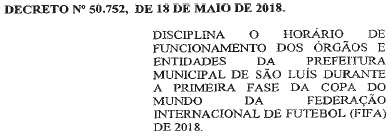 DECRETO Nº 50.752, DE 18 DE MAIO DE 2018.
DISCIPLINA O HORÁRIO DE
FUNCIONAMENTO DOS ÓRGÃOS E
ENTIDADES DA PREFEITURA
MUNICIPAL DE SÃO LUÍS DURANTE
A PRIMEIRA FASE DA COPA DO
MUNDO DA FEDERAÇÃO
INTERNACIONAL DE FUTEBOL (FIFA)
DE 2018.